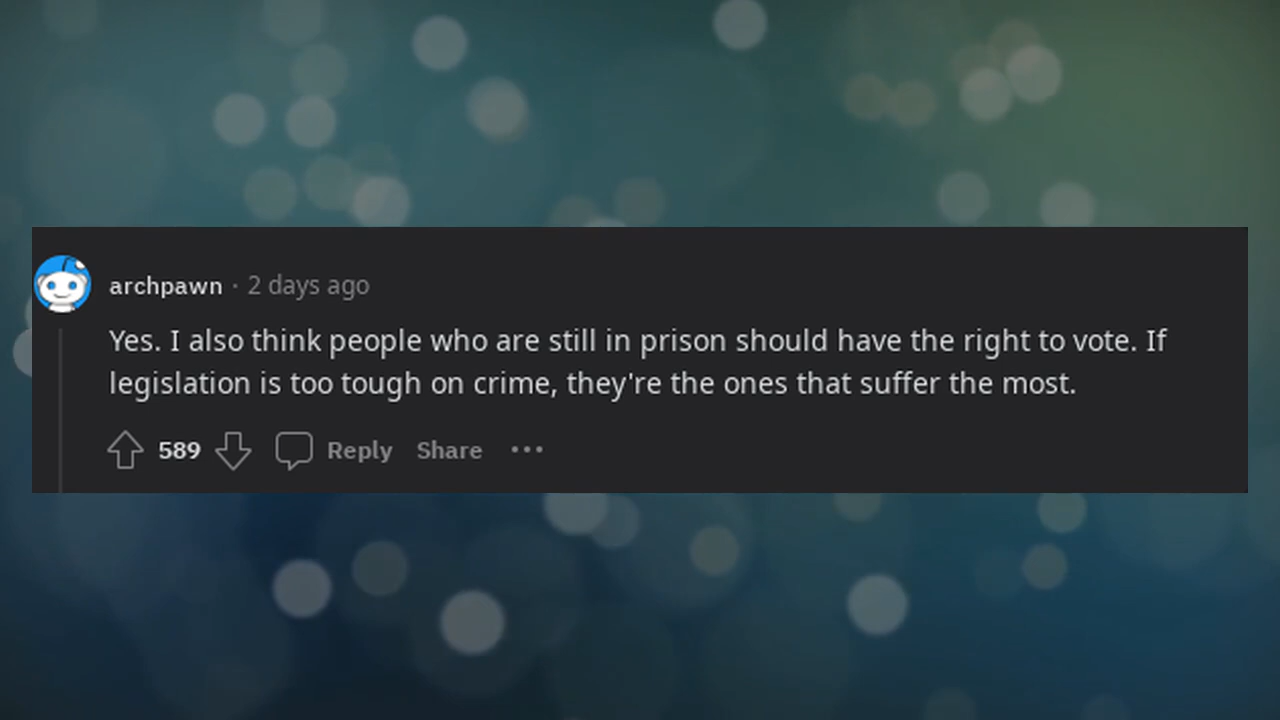 archpawn · 2 days ago
Yes. I also think people who are still in prison should have the right to vote. If
legislation is too tough on crime, they're the ones that suffer the most.
589 Reply Share •••